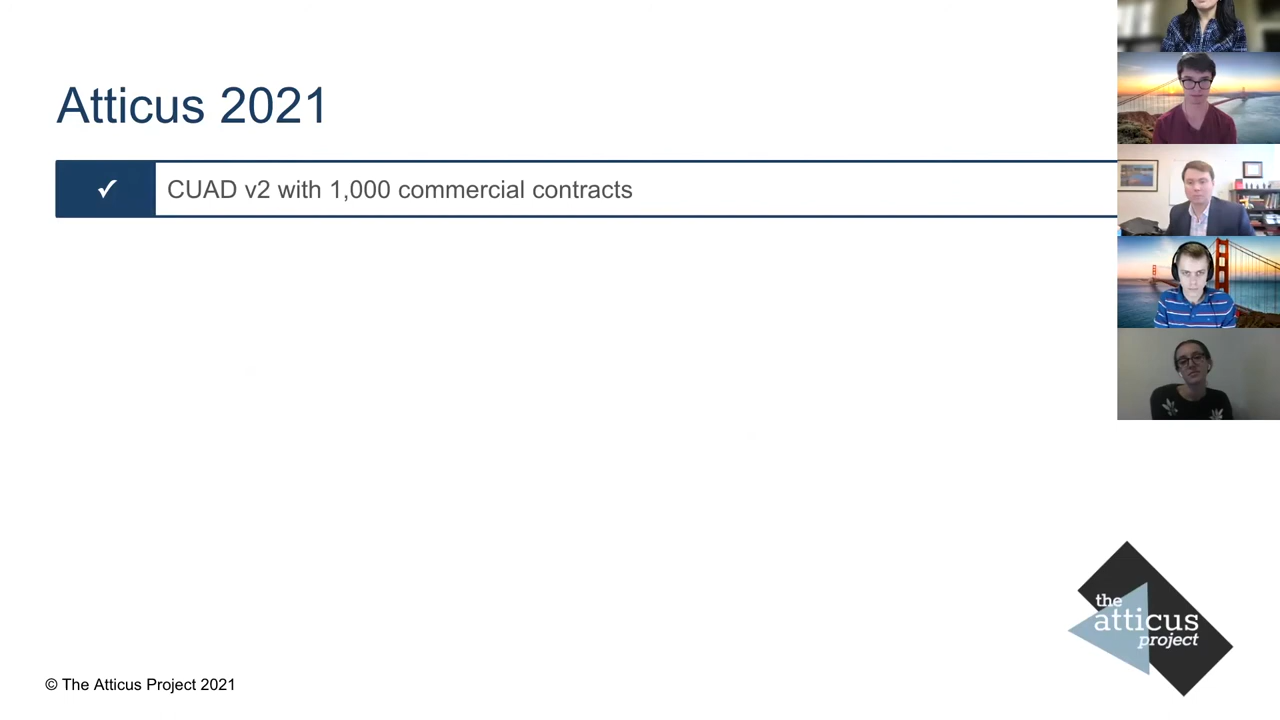 Atticus 2021
✓ CUAD v2 with 1,000 commercial contracts
the
atticus
project
© The Atticus Project 2021